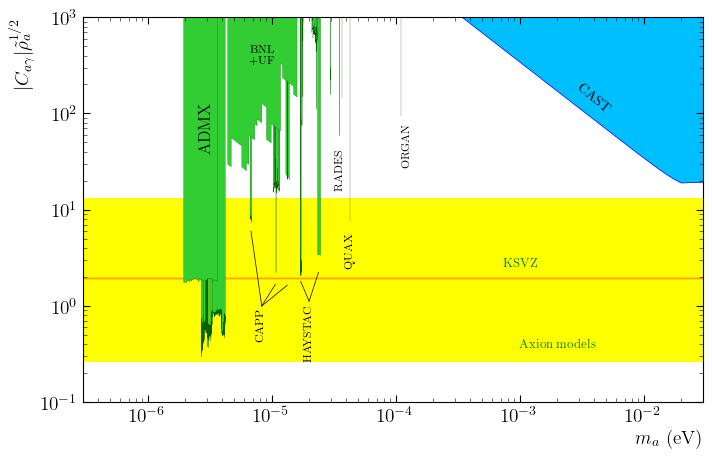 |C_{aγ}|ρ̃_a^{1/2}
10^3
10^2
10^1
10^0
10^{-1}
BNL
+UF
ADMX
CAST
RADES
ORGAN
QUAX
KSVZ
CAPP
HAYSTAC
Axion models
10^{-6}
10^{-5}
10^{-4}
10^{-3}
10^{-2}
m_a (eV)